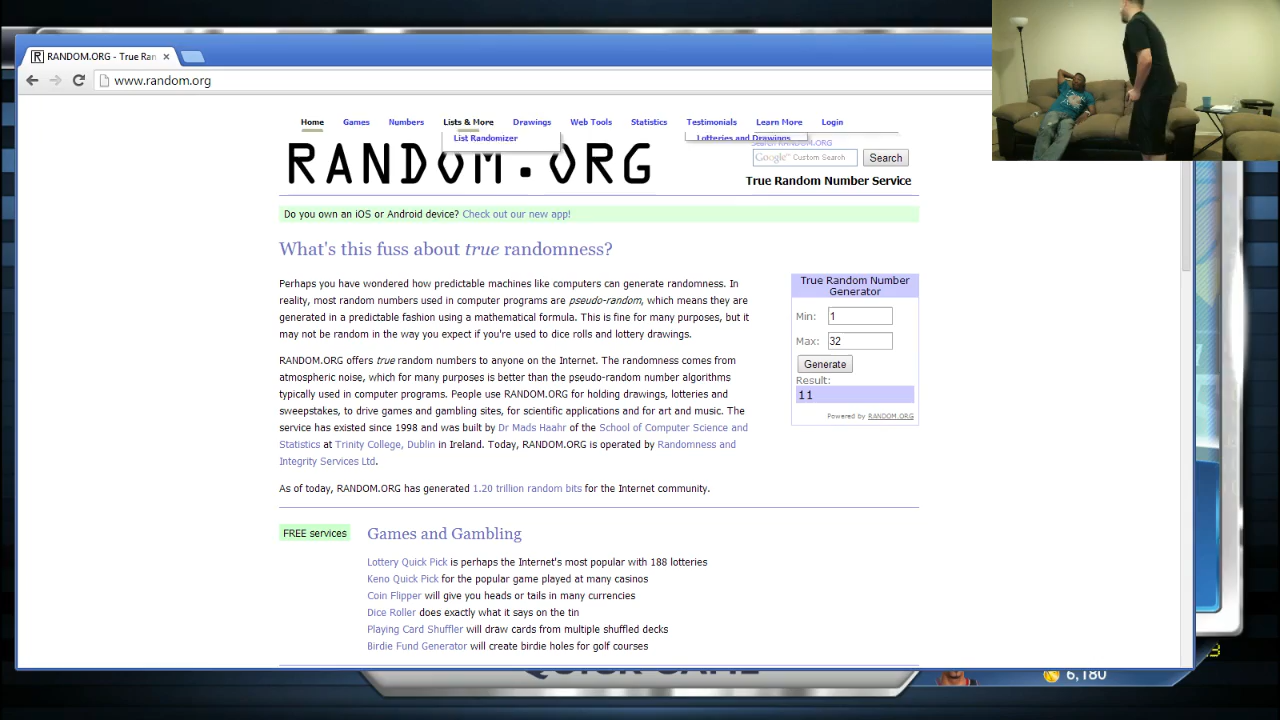 RANDOM.ORG - True Ran
www.random.org
Home Games Numbers Lists & More Drawings Web Tools Statistics Testimonials Learn More Login
List Randomizer
Lotteries and Drawings
RANDOM.ORG
Search RANDOM.ORG
Google™ Custom Search
Search
True Random Number Service
Do you own an iOS or Android device? Check out our new app!
What's this fuss about true randomness?
Perhaps you have wondered how predictable machines like computers can generate randomness. In
reality, most random numbers used in computer programs are pseudo-random, which means they are
generated in a predictable fashion using a mathematical formula. This is fine for many purposes, but it
may not be random in the way you expect if you're used to dice rolls and lottery drawings.
RANDOM.ORG offers true random numbers to anyone on the Internet. The randomness comes from
atmospheric noise, which for many purposes is better than the pseudo-random number algorithms
typically used in computer programs. People use RANDOM.ORG for holding drawings, lotteries and
sweepstakes, to drive games and gambling sites, for scientific applications and for art and music. The
service has existed since 1998 and was built by Dr Mads Haahr of the School of Computer Science and
Statistics at Trinity College, Dublin in Ireland. Today, RANDOM.ORG is operated by Randomness and
Integrity Services Ltd.
As of today, RANDOM.ORG has generated 1.20 trillion random bits for the Internet community.
True Random Number
Generator
Min: 1
Max: 32
Generate
Result:
11
Powered by RANDOM.ORG
FREE services
Games and Gambling
Lottery Quick Pick is perhaps the Internet's most popular with 188 lotteries
Keno Quick Pick for the popular game played at many casinos
Coin Flipper will give you heads or tails in many currencies
Dice Roller does exactly what it says on the tin
Playing Card Shuffler will draw cards from multiple shuffled decks
Birdie Fund Generator will create birdie holes for golf courses
QUICK GAME
6,180